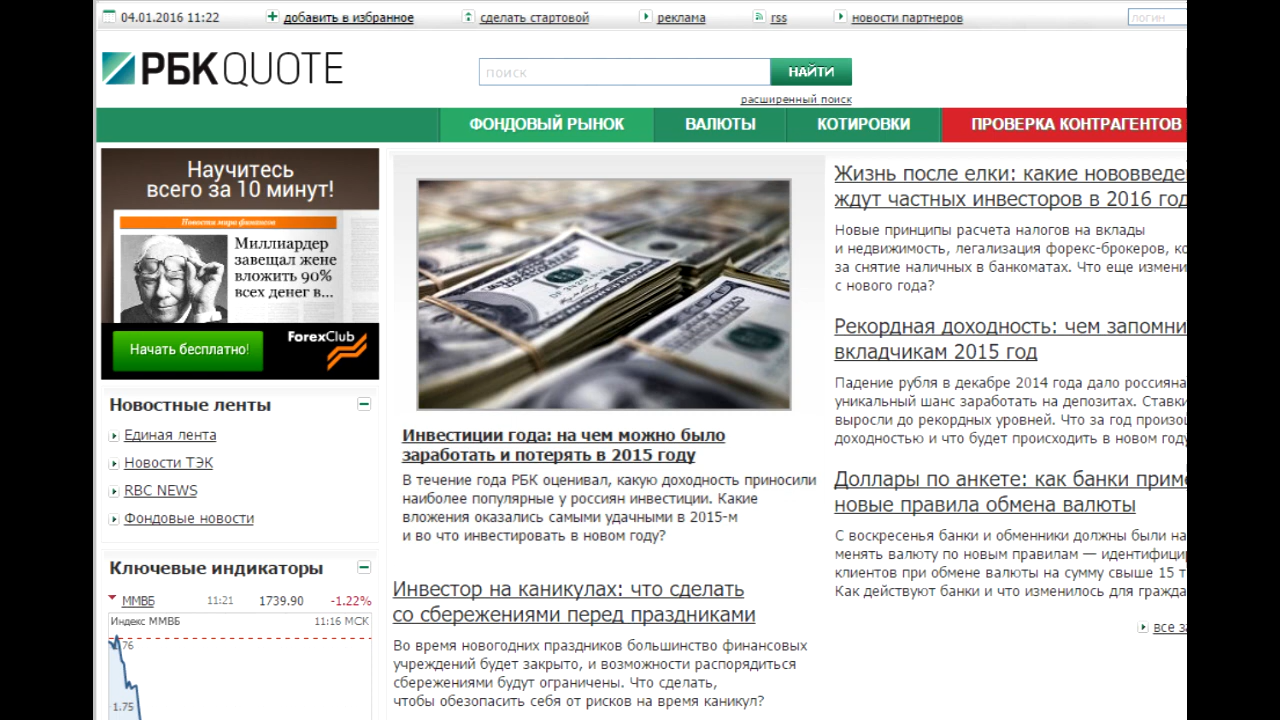 04.01.2016 11:22 добавить в избранное сделать стартовой реклама rss новости партнеров логин
РБК QUOTE
поиск НАЙТИ
расширенный поиск
ФОНДОВЫЙ РЫНОК ВАЛЮТЫ КОТИРОВКИ ПРОВЕРКА КОНТРАГЕНТОВ
Научитесь
всего за 10 минут!
Новости мира финансов
Миллиардер
завещал жене
вложить 90%
всех денег в...
Начать бесплатно!
ForexClub
Новостные ленты
Единая лента
Новости ТЭК
RBC NEWS
Фондовые новости
Ключевые индикаторы
ММВБ 11:21 1739.90 -1.22%
Индекс ММВБ 11:16 МСК
76
1.75
Инвестиции года: на чем можно было
заработать и потерять в 2015 году
В течение года РБК оценивал, какую доходность приносили
наиболее популярные у россиян инвестиции. Какие
вложения оказались самыми удачными в 2015-м
и во что инвестировать в новом году?
Инвестор на каникулах: что сделать
со сбережениями перед праздниками
Во время новогодних праздников большинство финансовых
учреждений будет закрыто, и возможности распорядиться
сбережениями будут ограничены. Что сделать,
чтобы обезопасить себя от рисков на время каникул?
Жизнь после елки: какие нововведе
ждут частных инвесторов в 2016 год
Новые принципы расчета налогов на вклады
и недвижимость, легализация форекс-брокеров, ко
за снятие наличных в банкоматах. Что еще измени
с нового года?
Рекордная доходность: чем запомни
вкладчикам 2015 год
Падение рубля в декабре 2014 года дало россияна
уникальный шанс заработать на депозитах. Ставки
выросли до рекордных уровней. Что за год произош
доходностью и что будет происходить в новом году
Доллары по анкете: как банки приме
новые правила обмена валюты
С воскресенья банки и обменники должны были на
менять валюту по новым правилам — идентифици
клиентов при обмене валюты на сумму свыше 15 т
Как действуют банки и что изменилось для гражда
все за